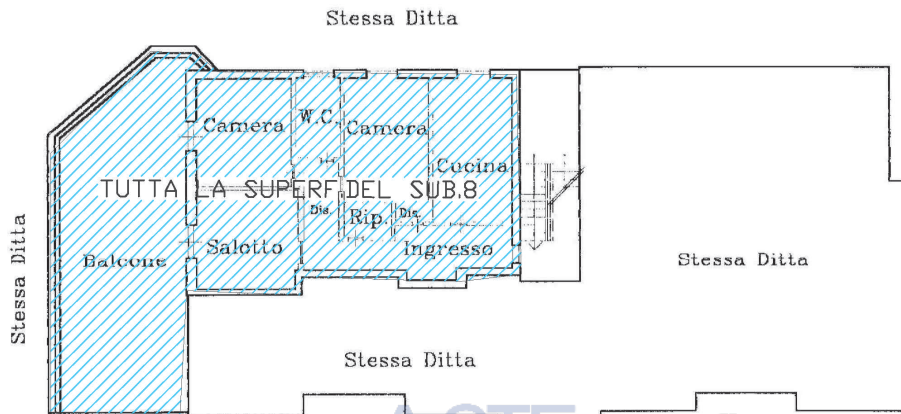 Stessa Ditta
Camera
W.C.
Camera
Cucina
TUTTA LA SUPERF DEL SUB.8
Dis.
Rip.
Dis.
Salotto
Ingresso
Balcone
Stessa Ditta
Stessa Ditta
Stessa Ditta
ASTE